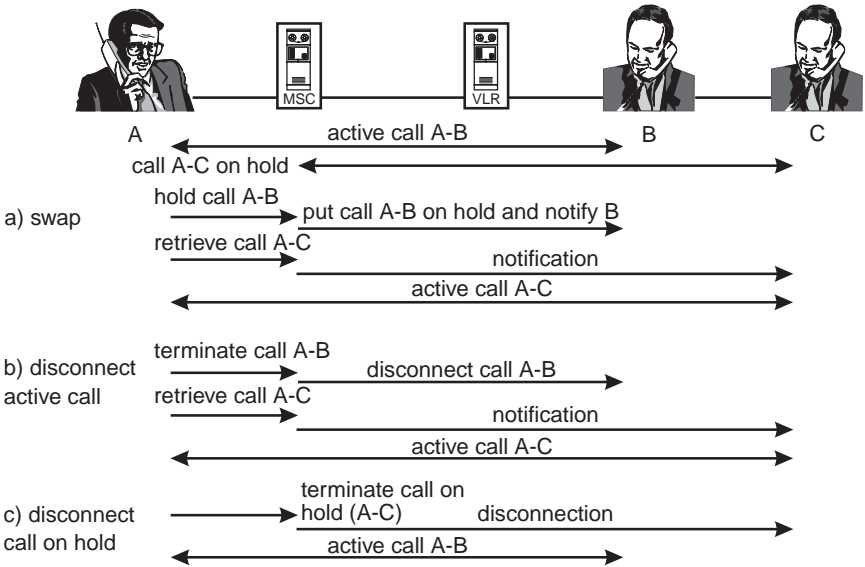 MSC
VLR
A
B
C
active call A-B
call A-C on hold
hold call A-B
a) swap
put call A-B on hold and notify B
retrieve call A-C
notification
active call A-C
terminate call A-B
b) disconnect
active call
disconnect call A-B
retrieve call A-C
notification
active call A-C
terminate call on
hold (A-C)
c) disconnect
call on hold
disconnection
active call A-B